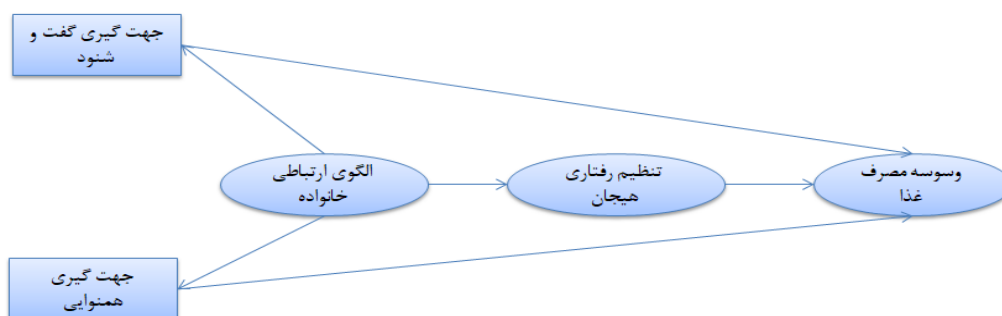 جهت گیری گفت و
شنود
الگوی ارتباطی
خانواده
تنظیم رفتاری
هیجان
وسوسه مصرف
غذا
جهت گیری
همنوایی